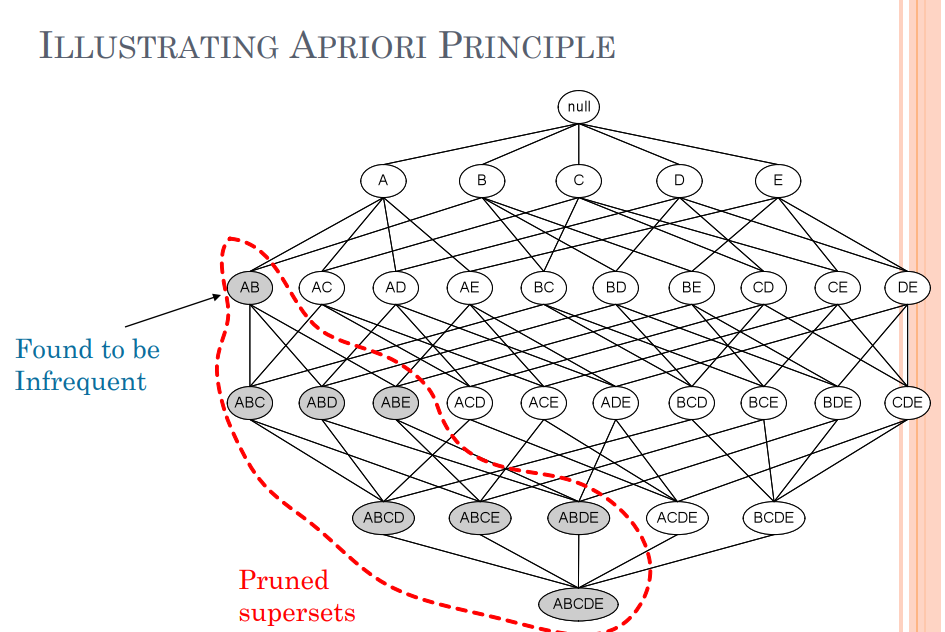 ILLUSTRATING APRIORI PRINCIPLE
null
A B C D E
AB AC AD AE BC BD BE CD CE DE
Found to be
Infrequent
ABC ABD ABE ACD ACE ADE BCD BCE BDE CDE
ABCD ABCE ABDE ACDE BCDE
Pruned
supersets
ABCDE